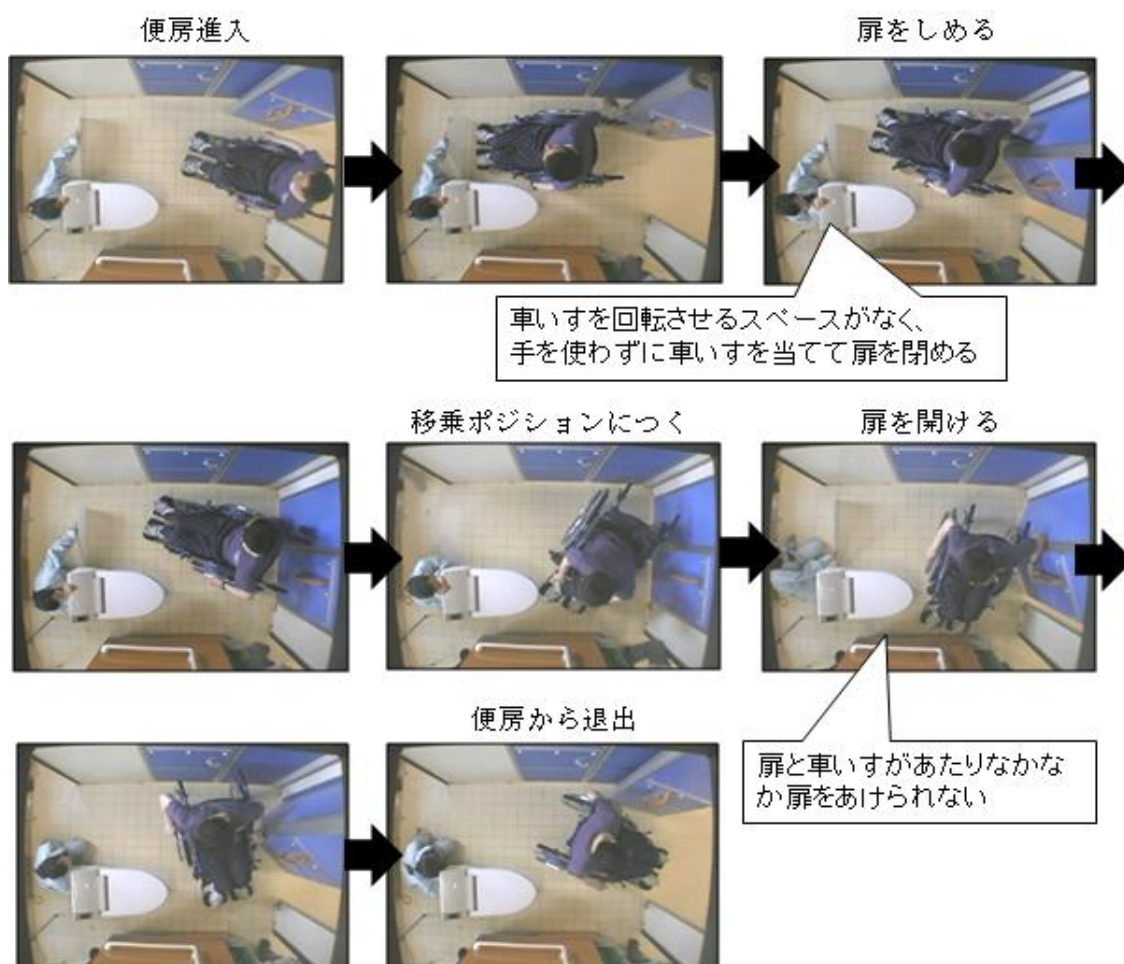 便房進入
扉をしめる
車いすを回転させるスペースがなく、
手を使わずに車いすを当てて扉を閉める
移乗ポジションにつく
扉を開ける
扉と車いすがあたりなかな
か扉をあけられない
便房から退出